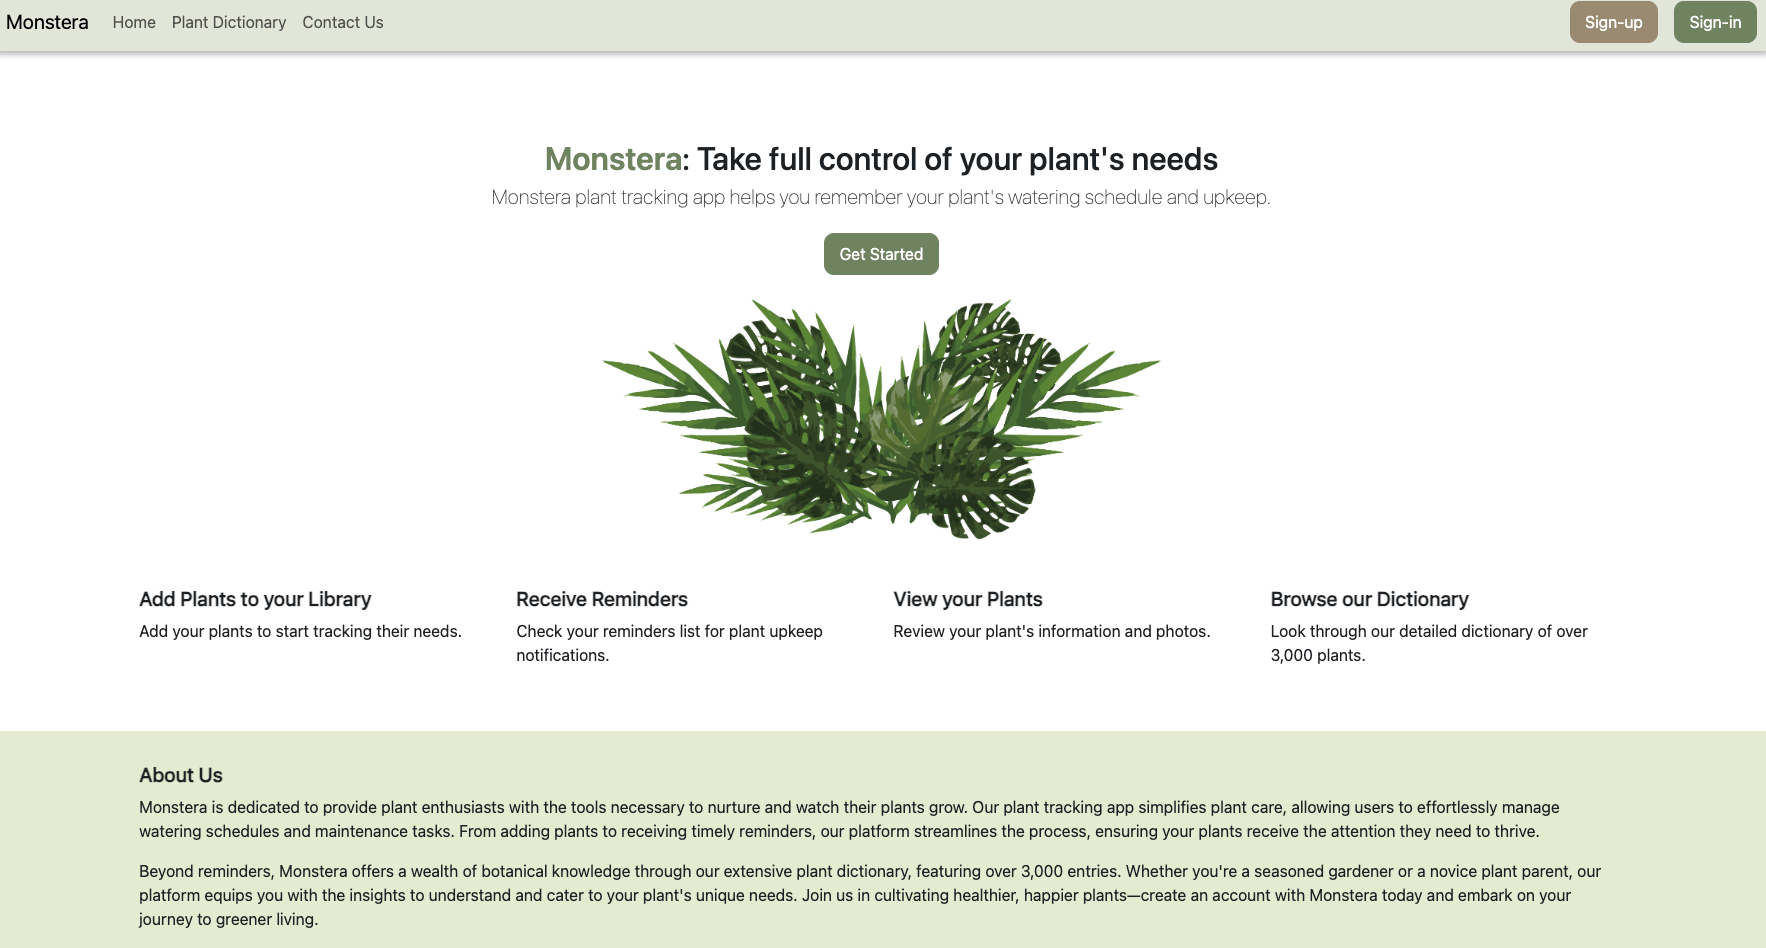 Monstera Home Plant Dictionary Contact Us Sign-up Sign-in
Monstera: Take full control of your plant's needs
Monstera plant tracking app helps you remember your plant's watering schedule and upkeep.
Get Started
Add Plants to your Library
Add your plants to start tracking their needs.
Receive Reminders
Check your reminders list for plant upkeep
notifications.
View your Plants
Review your plant's information and photos.
Browse our Dictionary
Look through our detailed dictionary of over
3,000 plants.
About Us
Monstera is dedicated to provide plant enthusiasts with the tools necessary to nurture and watch their plants grow. Our plant tracking app simplifies plant care, allowing users to effortlessly manage
watering schedules and maintenance tasks. From adding plants to receiving timely reminders, our platform streamlines the process, ensuring your plants receive the attention they need to thrive.
Beyond reminders, Monstera offers a wealth of botanical knowledge through our extensive plant dictionary, featuring over 3,000 entries. Whether you're a seasoned gardener or a novice plant parent, our
platform equips you with the insights to understand and cater to your plant's unique needs. Join us in cultivating healthier, happier plants—create an account with Monstera today and embark on your
journey to greener living.